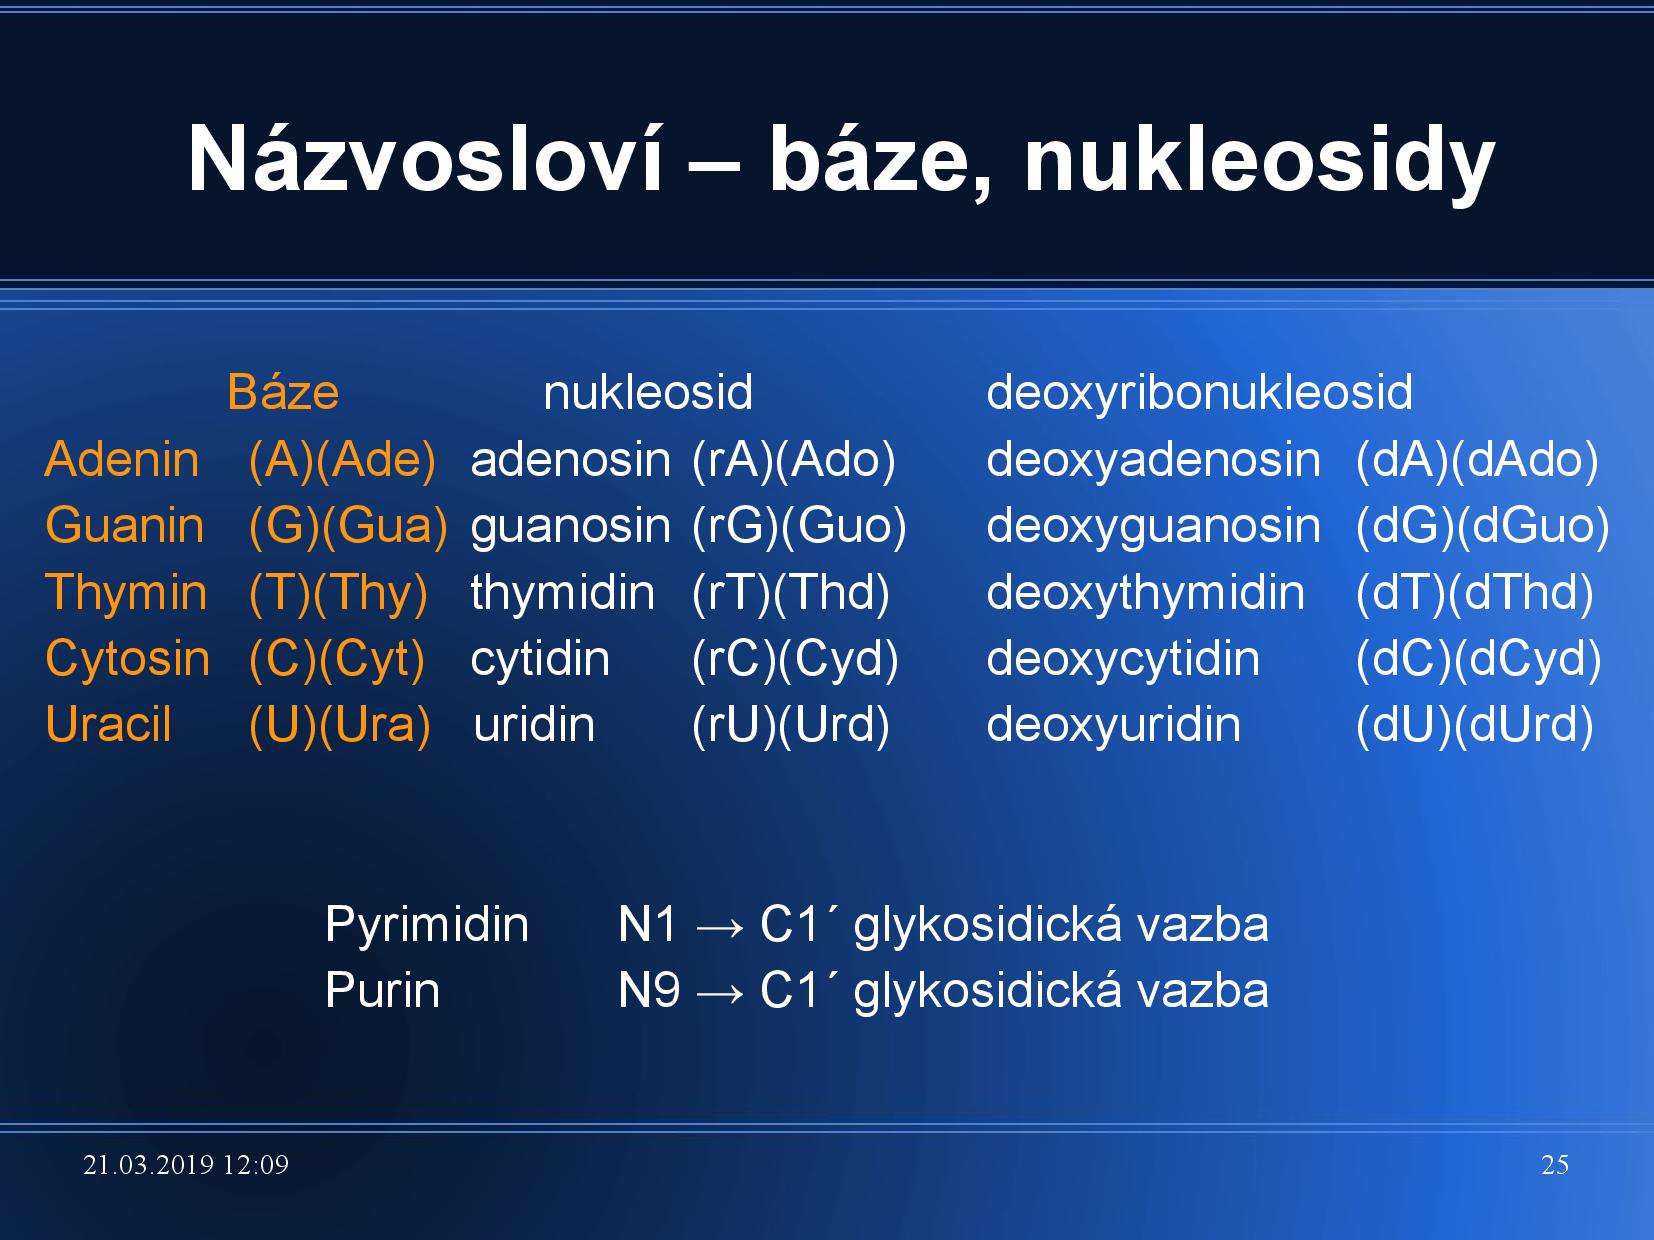 Názvosloví – báze, nukleosidy
Báze nukleosid deoxyribonukleosid
Adenin (A)(Ade) adenosin (rA)(Ado) deoxyadenosin (dA)(dAdo)
Guanin (G)(Gua) guanosin (rG)(Guo) deoxyguanosin (dG)(dGuo)
Thymin (T)(Thy) thymidin (rT)(Thd) deoxythymidin (dT)(dThd)
Cytosin (C)(Cyt) cytidin (rC)(Cyd) deoxycytidin (dC)(dCyd)
Uracil (U)(Ura) uridin (rU)(Urd) deoxyuridin (dU)(dUrd)
Pyrimidin N1 → C1´ glykosidická vazba
Purin N9 → C1´ glykosidická vazba
21.03.2019 12:09 25